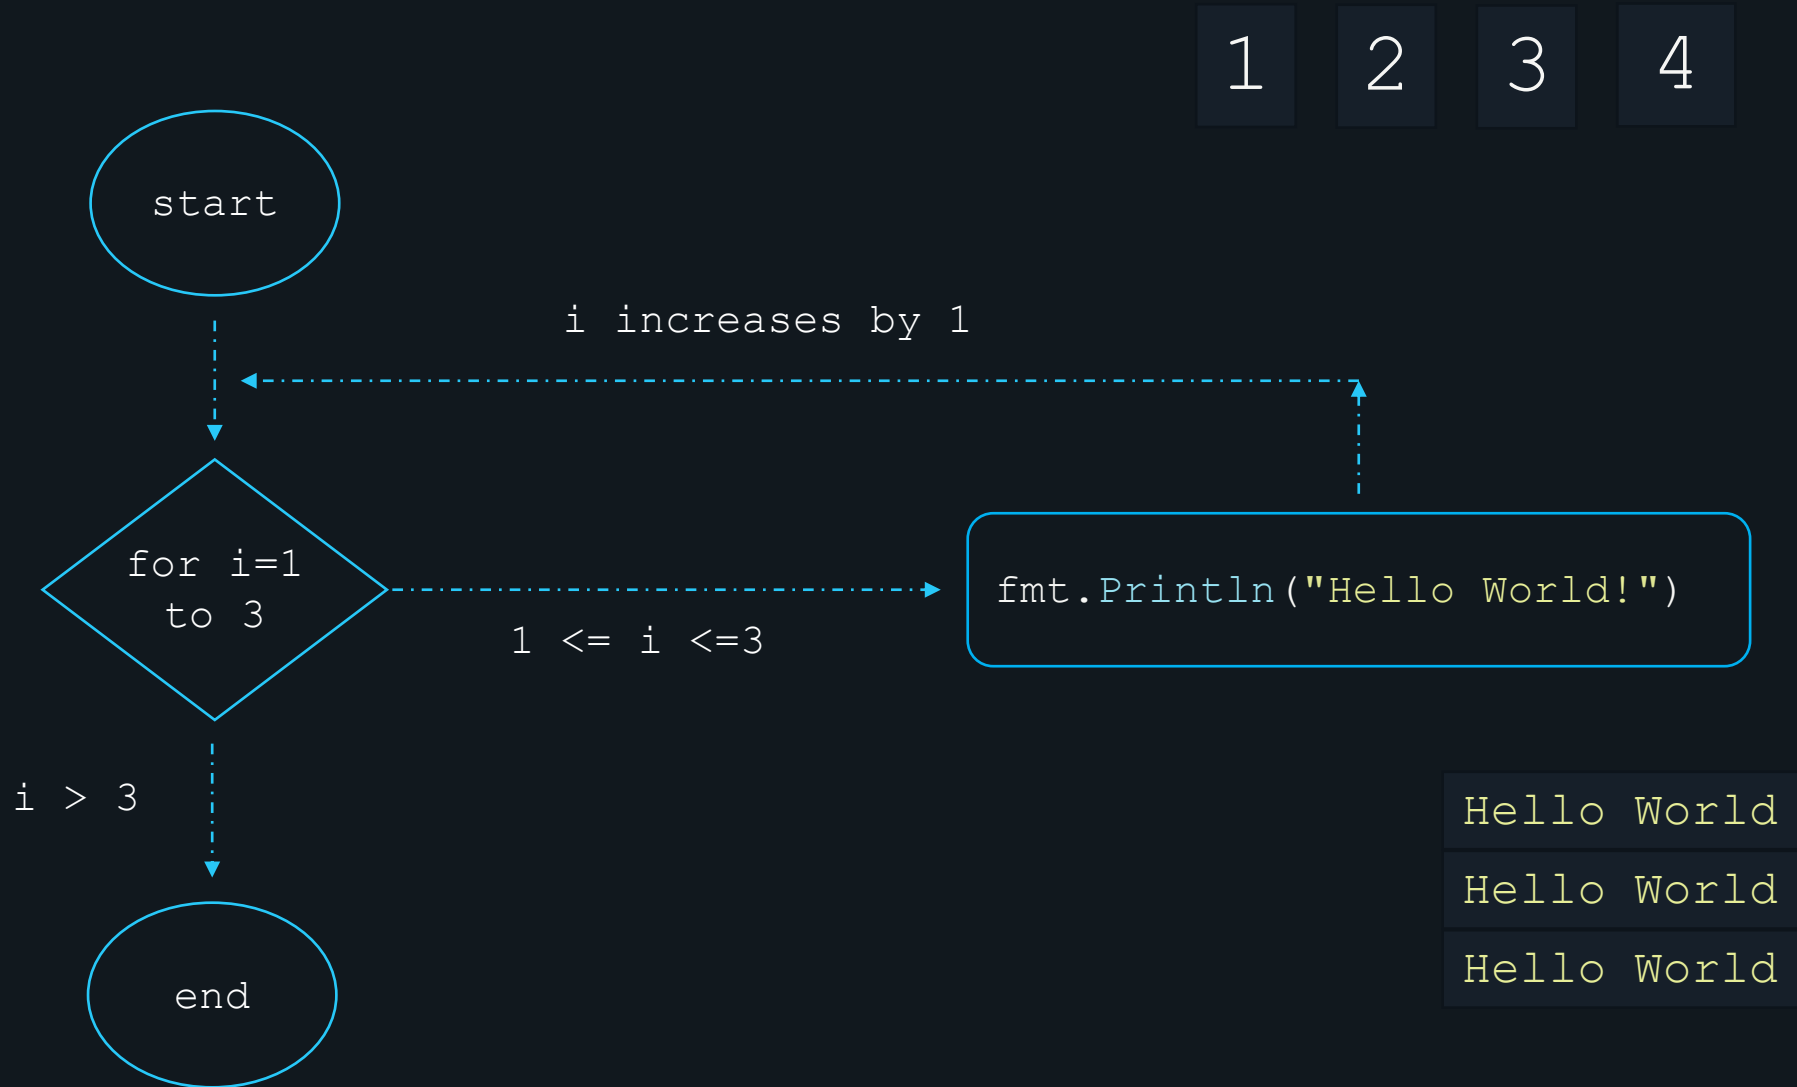 1 2 3 4
start
i increases by 1
for i=1
to 3
fmt.Println("Hello World!")
1 <= i <=3
i > 3
Hello World
Hello World
Hello World
end